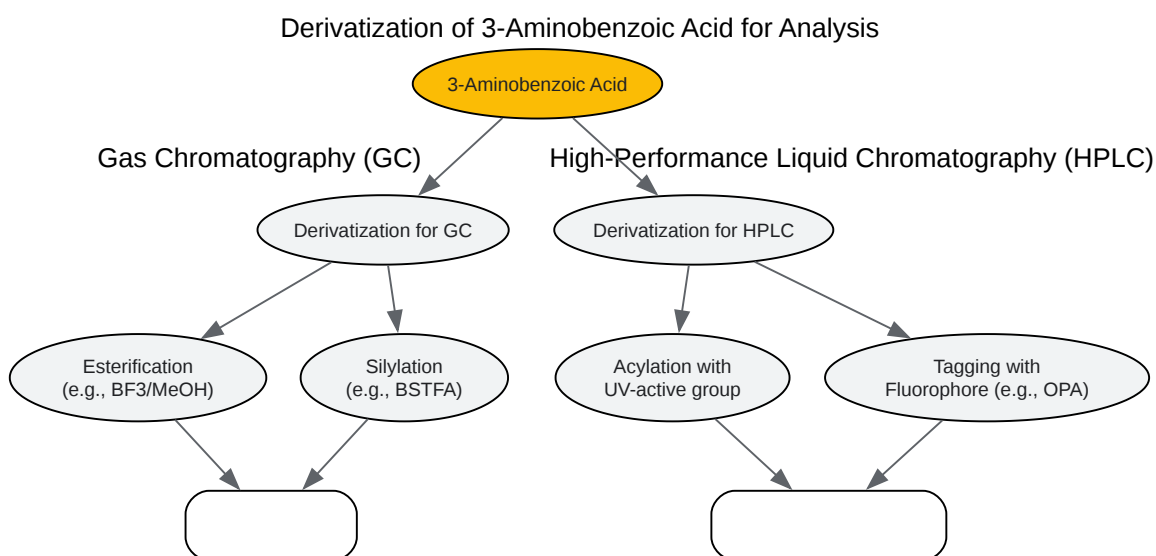 Derivatization of 3-Aminobenzoic Acid for Analysis
3-Aminobenzoic Acid
Gas Chromatography (GC)
High-Performance Liquid Chromatography (HPLC)
Derivatization for GC
Derivatization for HPLC
Esterification
(e.g., BF3/MeOH)
Silylation
(e.g., BSTFA)
Acylation with
UV-active group
Tagging with
Fluorophore (e.g., OPA)